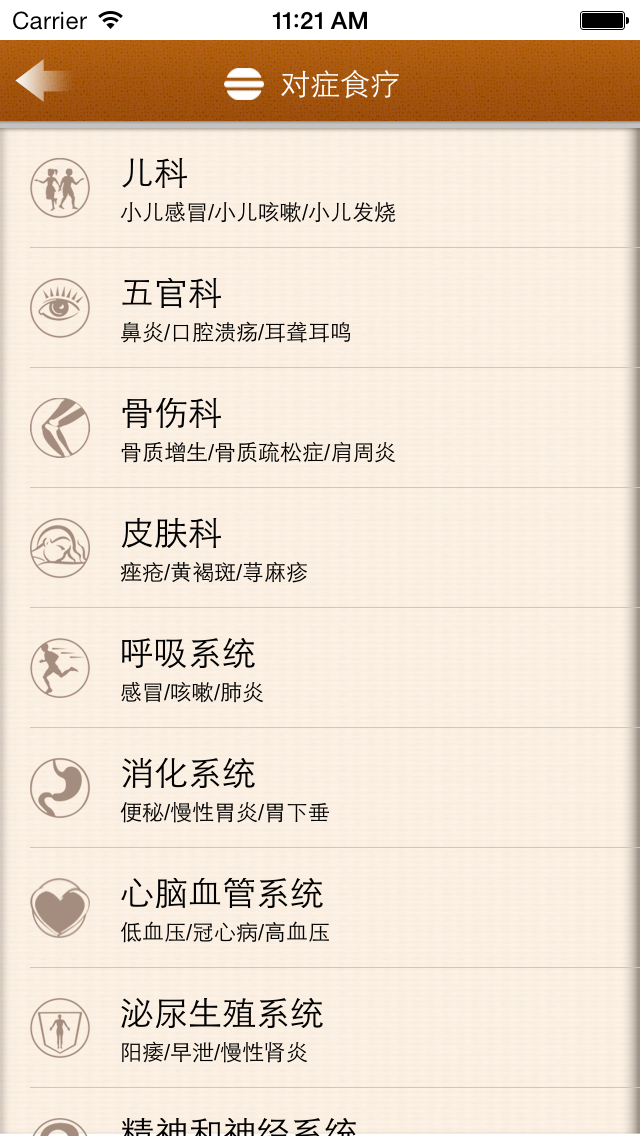 Carrier 11:21 AM
对症食疗
儿科
小儿感冒/小儿咳嗽/小儿发烧
五官科
鼻炎/口腔溃疡/耳聋耳鸣
骨伤科
骨质增生/骨质疏松症/肩周炎
皮肤科
痤疮/黄褐斑/荨麻疹
呼吸系统
感冒/咳嗽/肺炎
消化系统
便秘/慢性胃炎/胃下垂
心脑血管系统
低血压/冠心病/高血压
泌尿生殖系统
阳痿/早泄/慢性肾炎
精神和神经系统